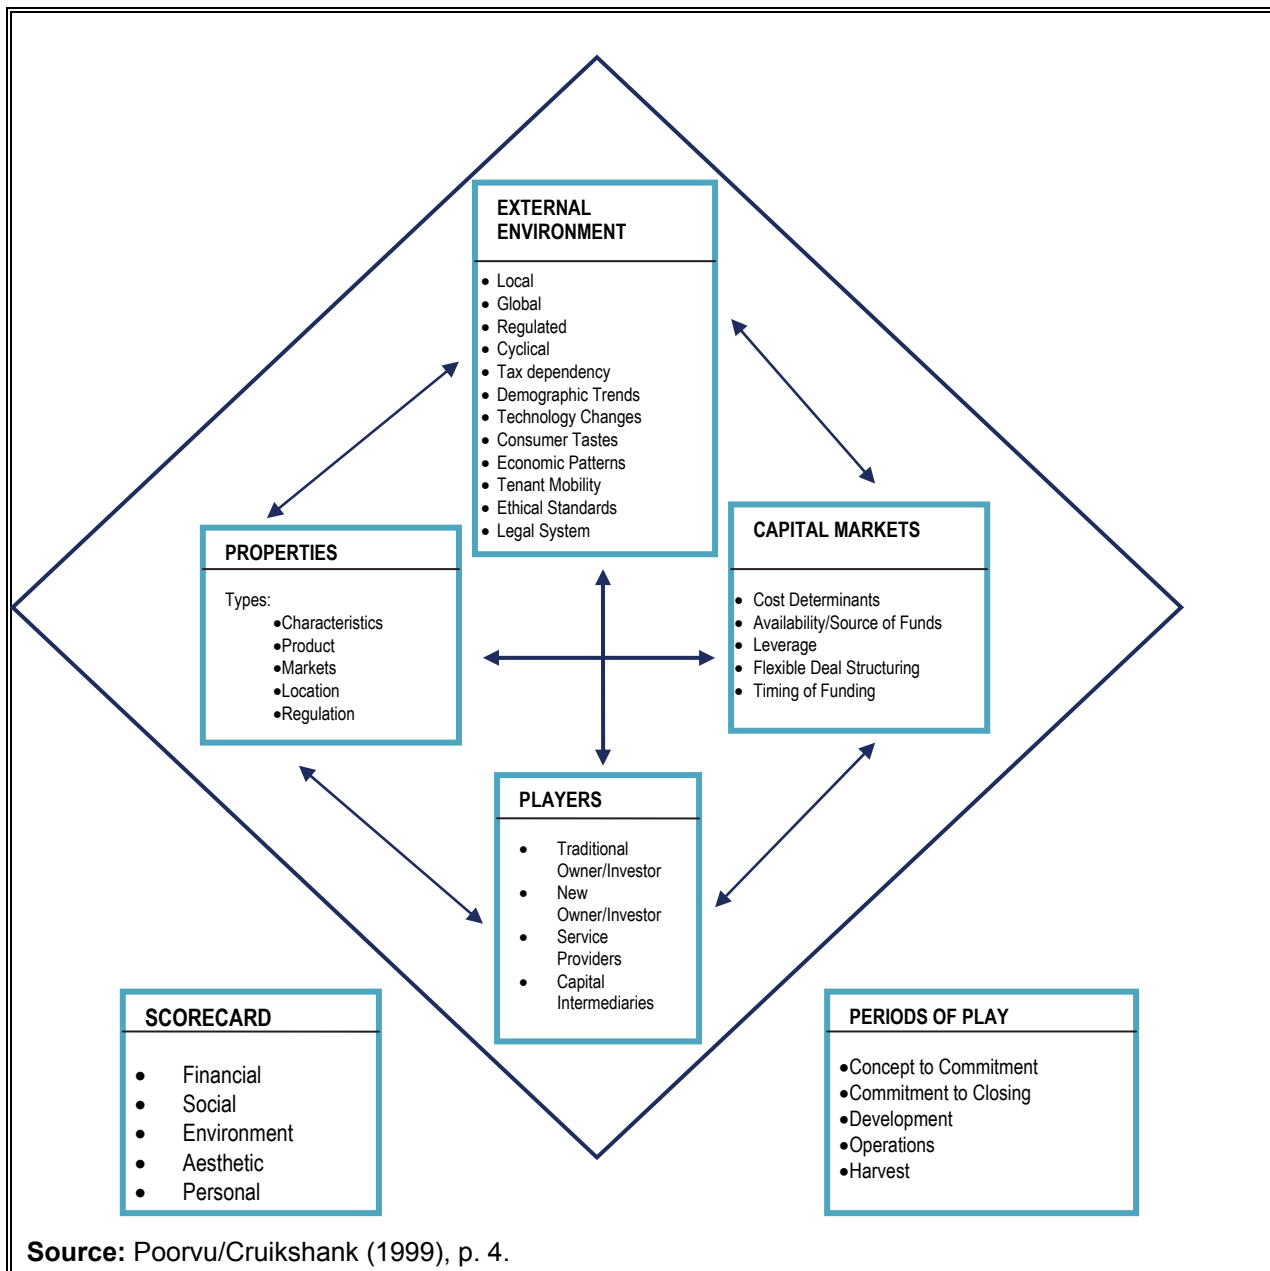 EXTERNAL
ENVIRONMENT
• Local
• Global
• Regulated
• Cyclical
• Tax dependency
• Demographic Trends
• Technology Changes
• Consumer Tastes
• Economic Patterns
• Tenant Mobility
• Ethical Standards
• Legal System
PROPERTIES
Types:
•Characteristics
•Product
•Markets
•Location
•Regulation
CAPITAL MARKETS
• Cost Determinants
• Availability/Source of Funds
• Leverage
• Flexible Deal Structuring
• Timing of Funding
PLAYERS
• Traditional
Owner/Investor
• New
Owner/Investor
• Service
Providers
• Capital
Intermediaries
SCORECARD
• Financial
• Social
• Environment
• Aesthetic
• Personal
PERIODS OF PLAY
•Concept to Commitment
•Commitment to Closing
•Development
•Operations
•Harvest
Source: Poorvu/Cruikshank (1999), p. 4.